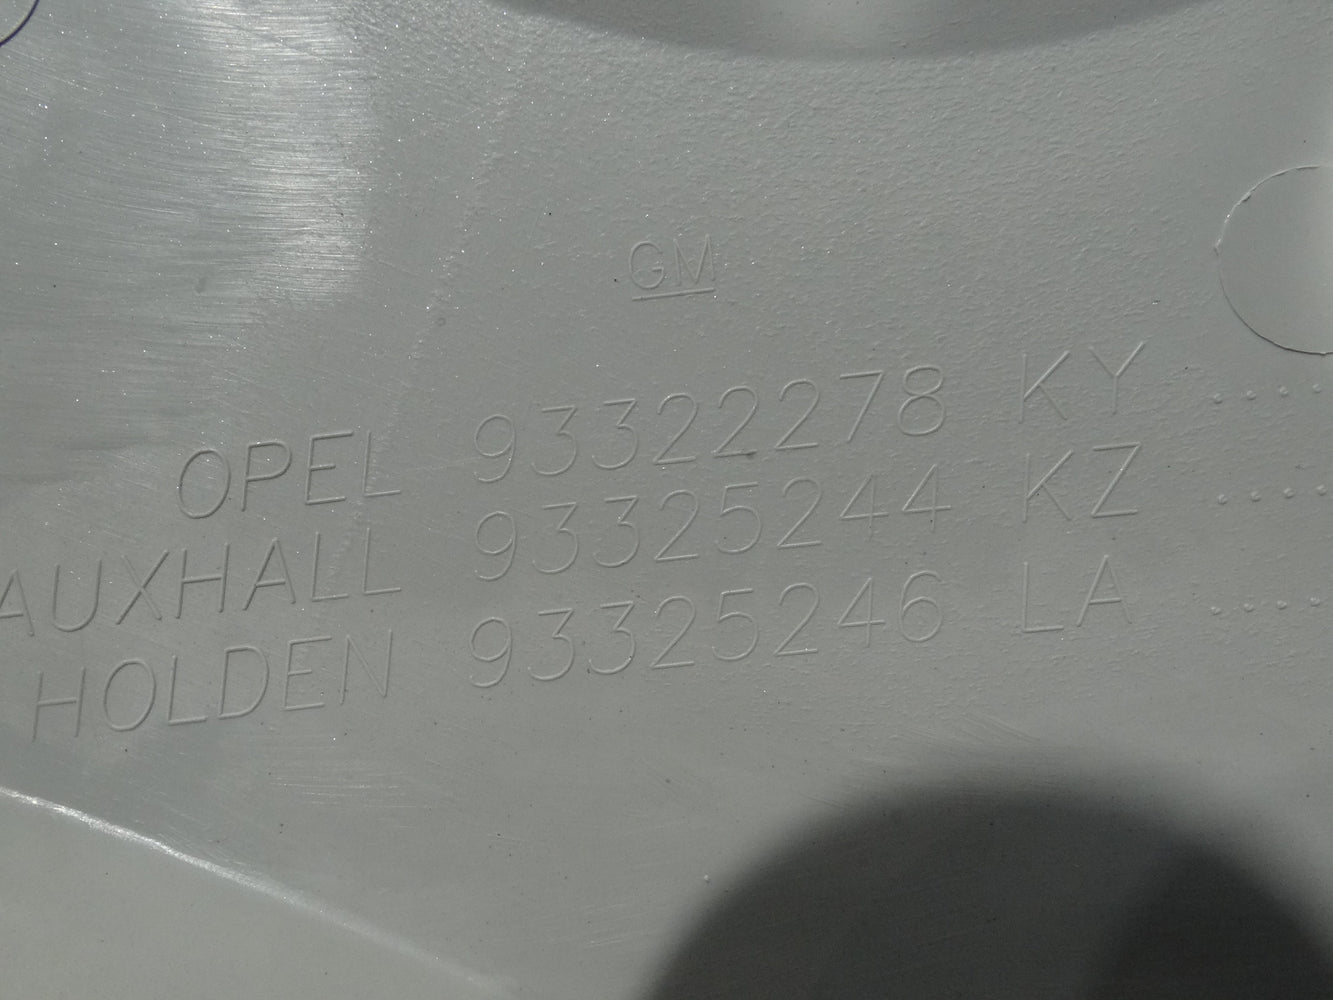 GM
OPEL 93322278 KY
AUXHALL 93325244 KZ
HOLDEN 93325246 LA